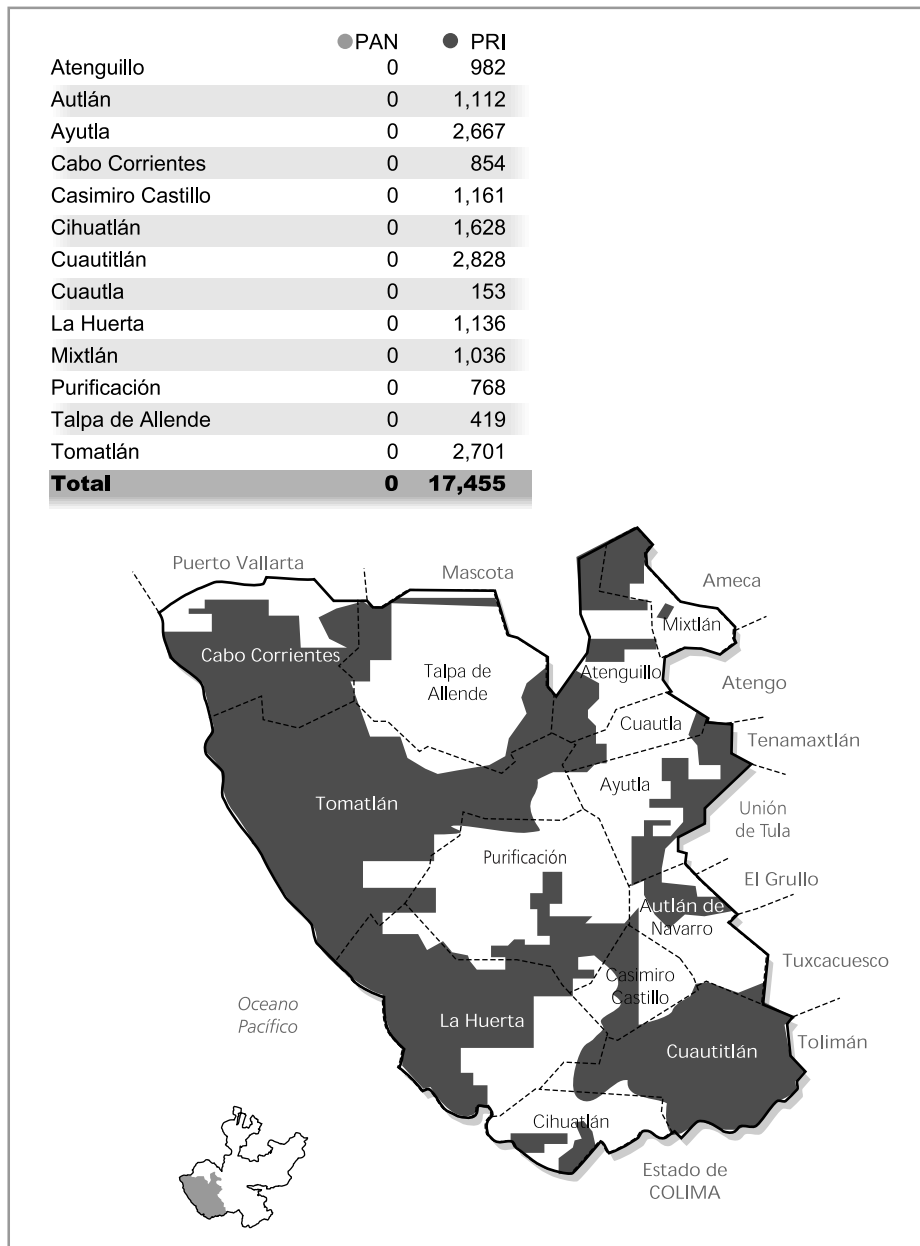 PAN PRI
Atenguillo 0 982
Autlán 0 1,112
Ayutla 0 2,667
Cabo Corrientes 0 854
Casimiro Castillo 0 1,161
Cihuatlán 0 1,628
Cuautitlán 0 2,828
Cuautla 0 153
La Huerta 0 1,136
Mixtlán 0 1,036
Purificación 0 768
Talpa de Allende 0 419
Tomatlán 0 2,701
Total 0 17,455
Puerto Vallarta
Mascota
Ameca
Mixtlán
Cabo Corrientes
Talpa de
Allende
Atenguillo
Atengo
Cuautla
Tenamaxtlán
Ayutla
Tomatlán
Unión
de Tula
Purificación
El Grullo
Autlán de
Navarro
Tuxcacuesco
Casimiro
Castillo
Oceano
Pacífico
La Huerta
Cuautitlán
Tolimán
Cihuatlán
Estado de
COLIMA